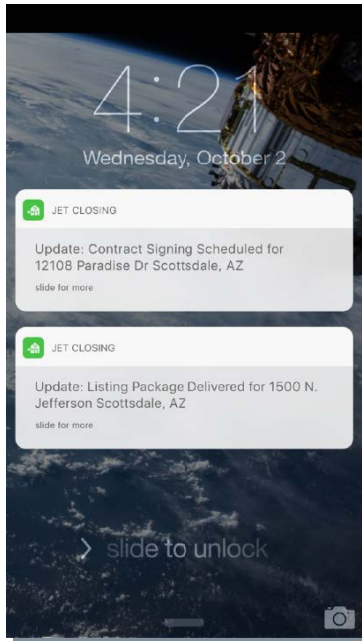 4:21
Wednesday, October 2
JET CLOSING
Update: Contract Signing Scheduled for
12108 Paradise Dr Scottsdale, AZ
slide for more
JET CLOSING
Update: Listing Package Delivered for 1500 N.
Jefferson Scottsdale, AZ
slide for more
> slide to unlock